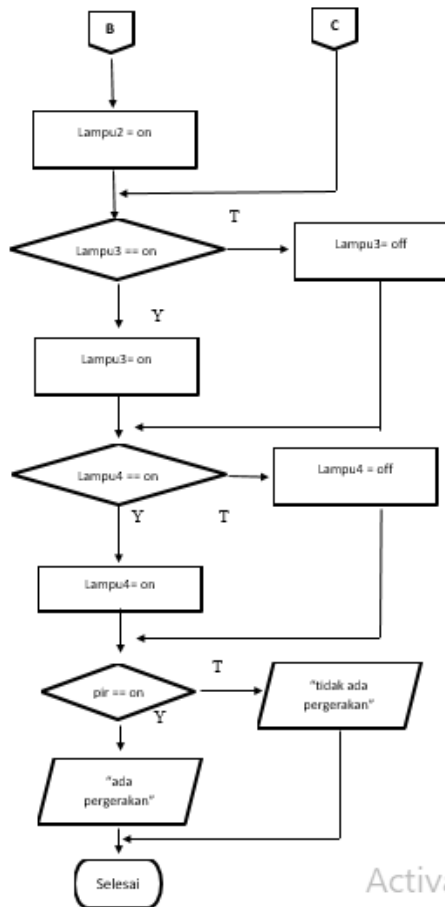 B
C
Lampu2 = on
T
Lampu3 == on
Lampu3= off
Y
Lampu3= on
Lampu4 == on
Lampu4 = off
Y
T
Lampu4= on
T
pir == on
"tidak ada
pergerakan"
Y
"ada
pergerakan"
Selesai